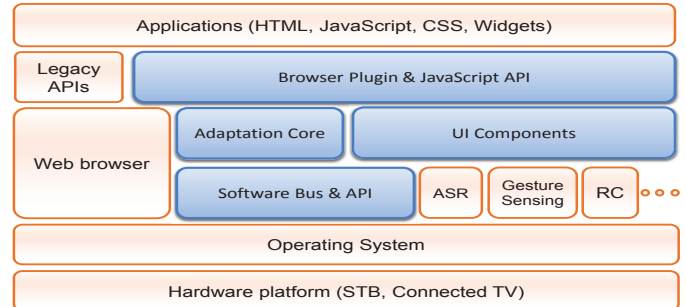 Applications (HTML, JavaScript, CSS, Widgets)
Legacy
APIs
Browser Plugin & JavaScript API
Web browser
Adaptation Core
UI Components
Software Bus & API
ASR
Gesture
Sensing
RC
Operating System
Hardware platform (STB, Connected TV)